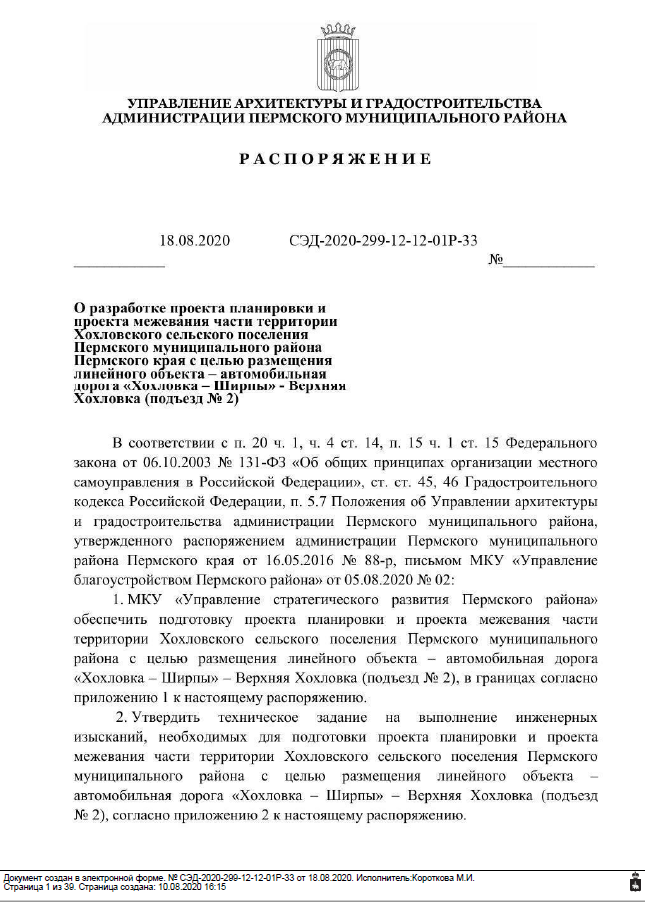 УПРАВЛЕНИЕ АРХИТЕКТУРЫ И ГРАДОСТРОИТЕЛЬСТВА
АДМИНИСТРАЦИИ ПЕРМСКОГО МУНИЦИПАЛЬНОГО РАЙОНА
РАСПОРЯЖЕНИЕ
18.08.2020 СЭД-2020-299-12-12-01Р-33
____________ №____________
О разработке проекта планировки и
проекта межевания части территории
Хохловского сельского поселения
Пермского муниципального района
Пермского края с целью размещения
линейного объекта – автомобильная
дорога «Хохловка – Ширпы» - Верхняя
Хохловка (подъезд № 2)
В соответствии с п. 20 ч. 1, ч. 4 ст. 14, п. 15 ч. 1 ст. 15 Федерального
закона от 06.10.2003 № 131-ФЗ «Об общих принципах организации местного
самоуправления в Российской Федерации», ст. ст. 45, 46 Градостроительного
кодекса Российской Федерации, п. 5.7 Положения об Управлении архитектуры
и градостроительства администрации Пермского муниципального района,
утвержденного распоряжением администрации Пермского муниципального
района Пермского края от 16.05.2016 № 88-р, письмом МКУ «Управление
благоустройством Пермского района» от 05.08.2020 № 02:
1. МКУ «Управление стратегического развития Пермского района»
обеспечить подготовку проекта планировки и проекта межевания части
территории Хохловского сельского поселения Пермского муниципального
района с целью размещения линейного объекта – автомобильная дорога
«Хохловка – Ширпы» – Верхняя Хохловка (подъезд № 2), в границах согласно
приложению 1 к настоящему распоряжению.
2. Утвердить техническое задание на выполнение инженерных
изысканий, необходимых для подготовки проекта планировки и проекта
межевания части территории Хохловского сельского поселения Пермского
муниципального района с целью размещения линейного объекта –
автомобильная дорога «Хохловка – Ширпы» – Верхняя Хохловка (подъезд
№ 2), согласно приложению 2 к настоящему распоряжению.
Документ создан в электронной форме. № СЭД-2020-299-12-12-01Р-33 от 18.08.2020. Исполнитель:Короткова М.И.
Страница 1 из 39. Страница создана: 10.08.2020 16:15